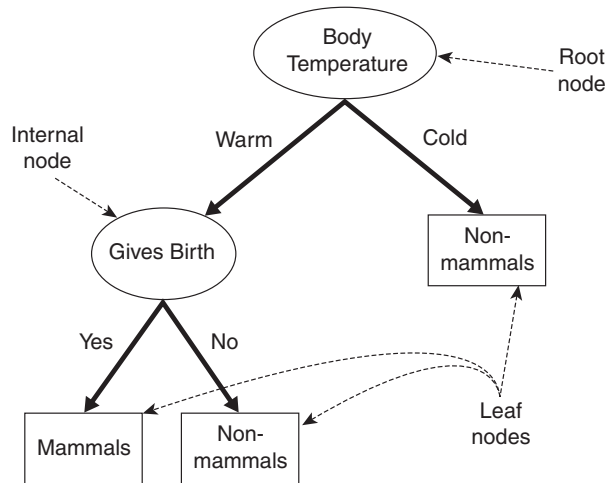 Body
Temperature
Root
node
Internal
node
Warm
Cold
Gives Birth
Non-
mammals
Yes
No
Mammals
Non-
mammals
Leaf
nodes